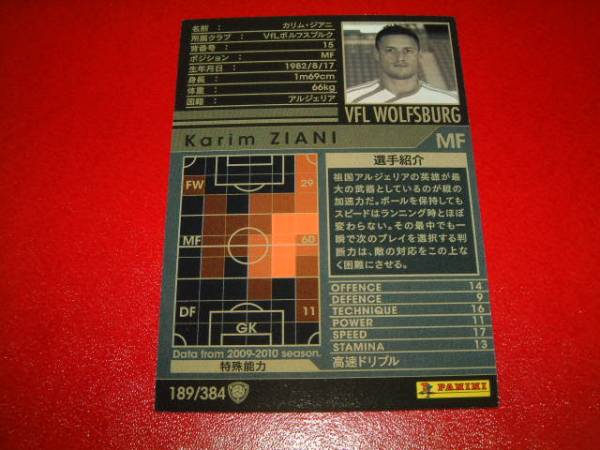 名前 : カリム・ジアニ
所属クラブ : VfLボルフスブルク
背番号 : 15
ポジション : MF
生年月日 : 1982/8/17
身長 : 1m69cm
体重 : 66kg
国籍 : アルジェリア
VFL WOLFSBURG
Karim ZIANI MF
選手紹介
祖国アルジェリアの英雄が最
大の武器としているのが縦の
加速力だ。ボールを保持しても
スピードはランニング時とほぼ
変わらない。その最中でも一
瞬で次のプレイを選択する判
断力は、敵の対応をこの上な
く困難にさせる。
FW 29
MF 60
DF 11
GK
Data from 2009-2010 season.
OFFENCE 14
DEFENCE 9
TECHNIQUE 16
POWER 11
SPEED 17
STAMINA 13
特殊能力
高速ドリブル
189/384
PANINI